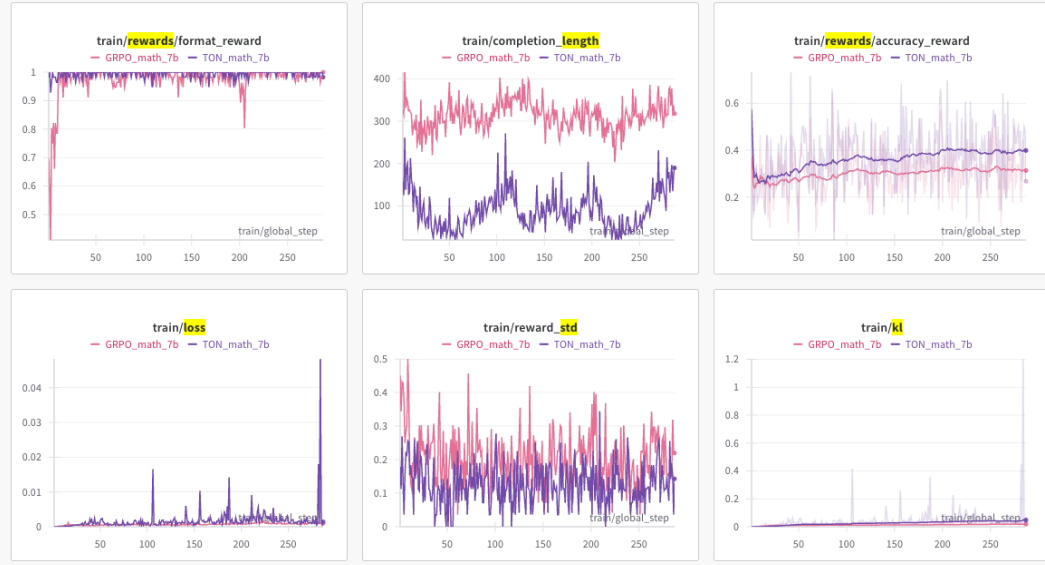 train/rewards/format_reward
GRPO_math_7b TON_math_7b
1
0.9
0.8
0.7
0.6
0.5
train/global_step
50 100 150 200 250
train/completion_length
GRPO_math_7b TON_math_7b
400
300
200
100
train/global_step
50 100 150 200 250
train/rewards/accuracy_reward
GRPO_math_7b TON_math_7b
0.6
0.4
0.2
train/global_step
50 100 150 200 250
train/loss
GRPO_math_7b TON_math_7b
0.04
0.02
0.01
0
train/global_step
50 100 150 200 250
train/reward_std
GRPO_math_7b TON_math_7b
0.5
0.4
0.3
0.2
0.1
0
train/global_step
50 100 150 200 250
train/kl
GRPO_math_7b TON_math_7b
1.2
1
0.8
0.6
0.4
0.2
0
train/global_step
50 100 150 200 250